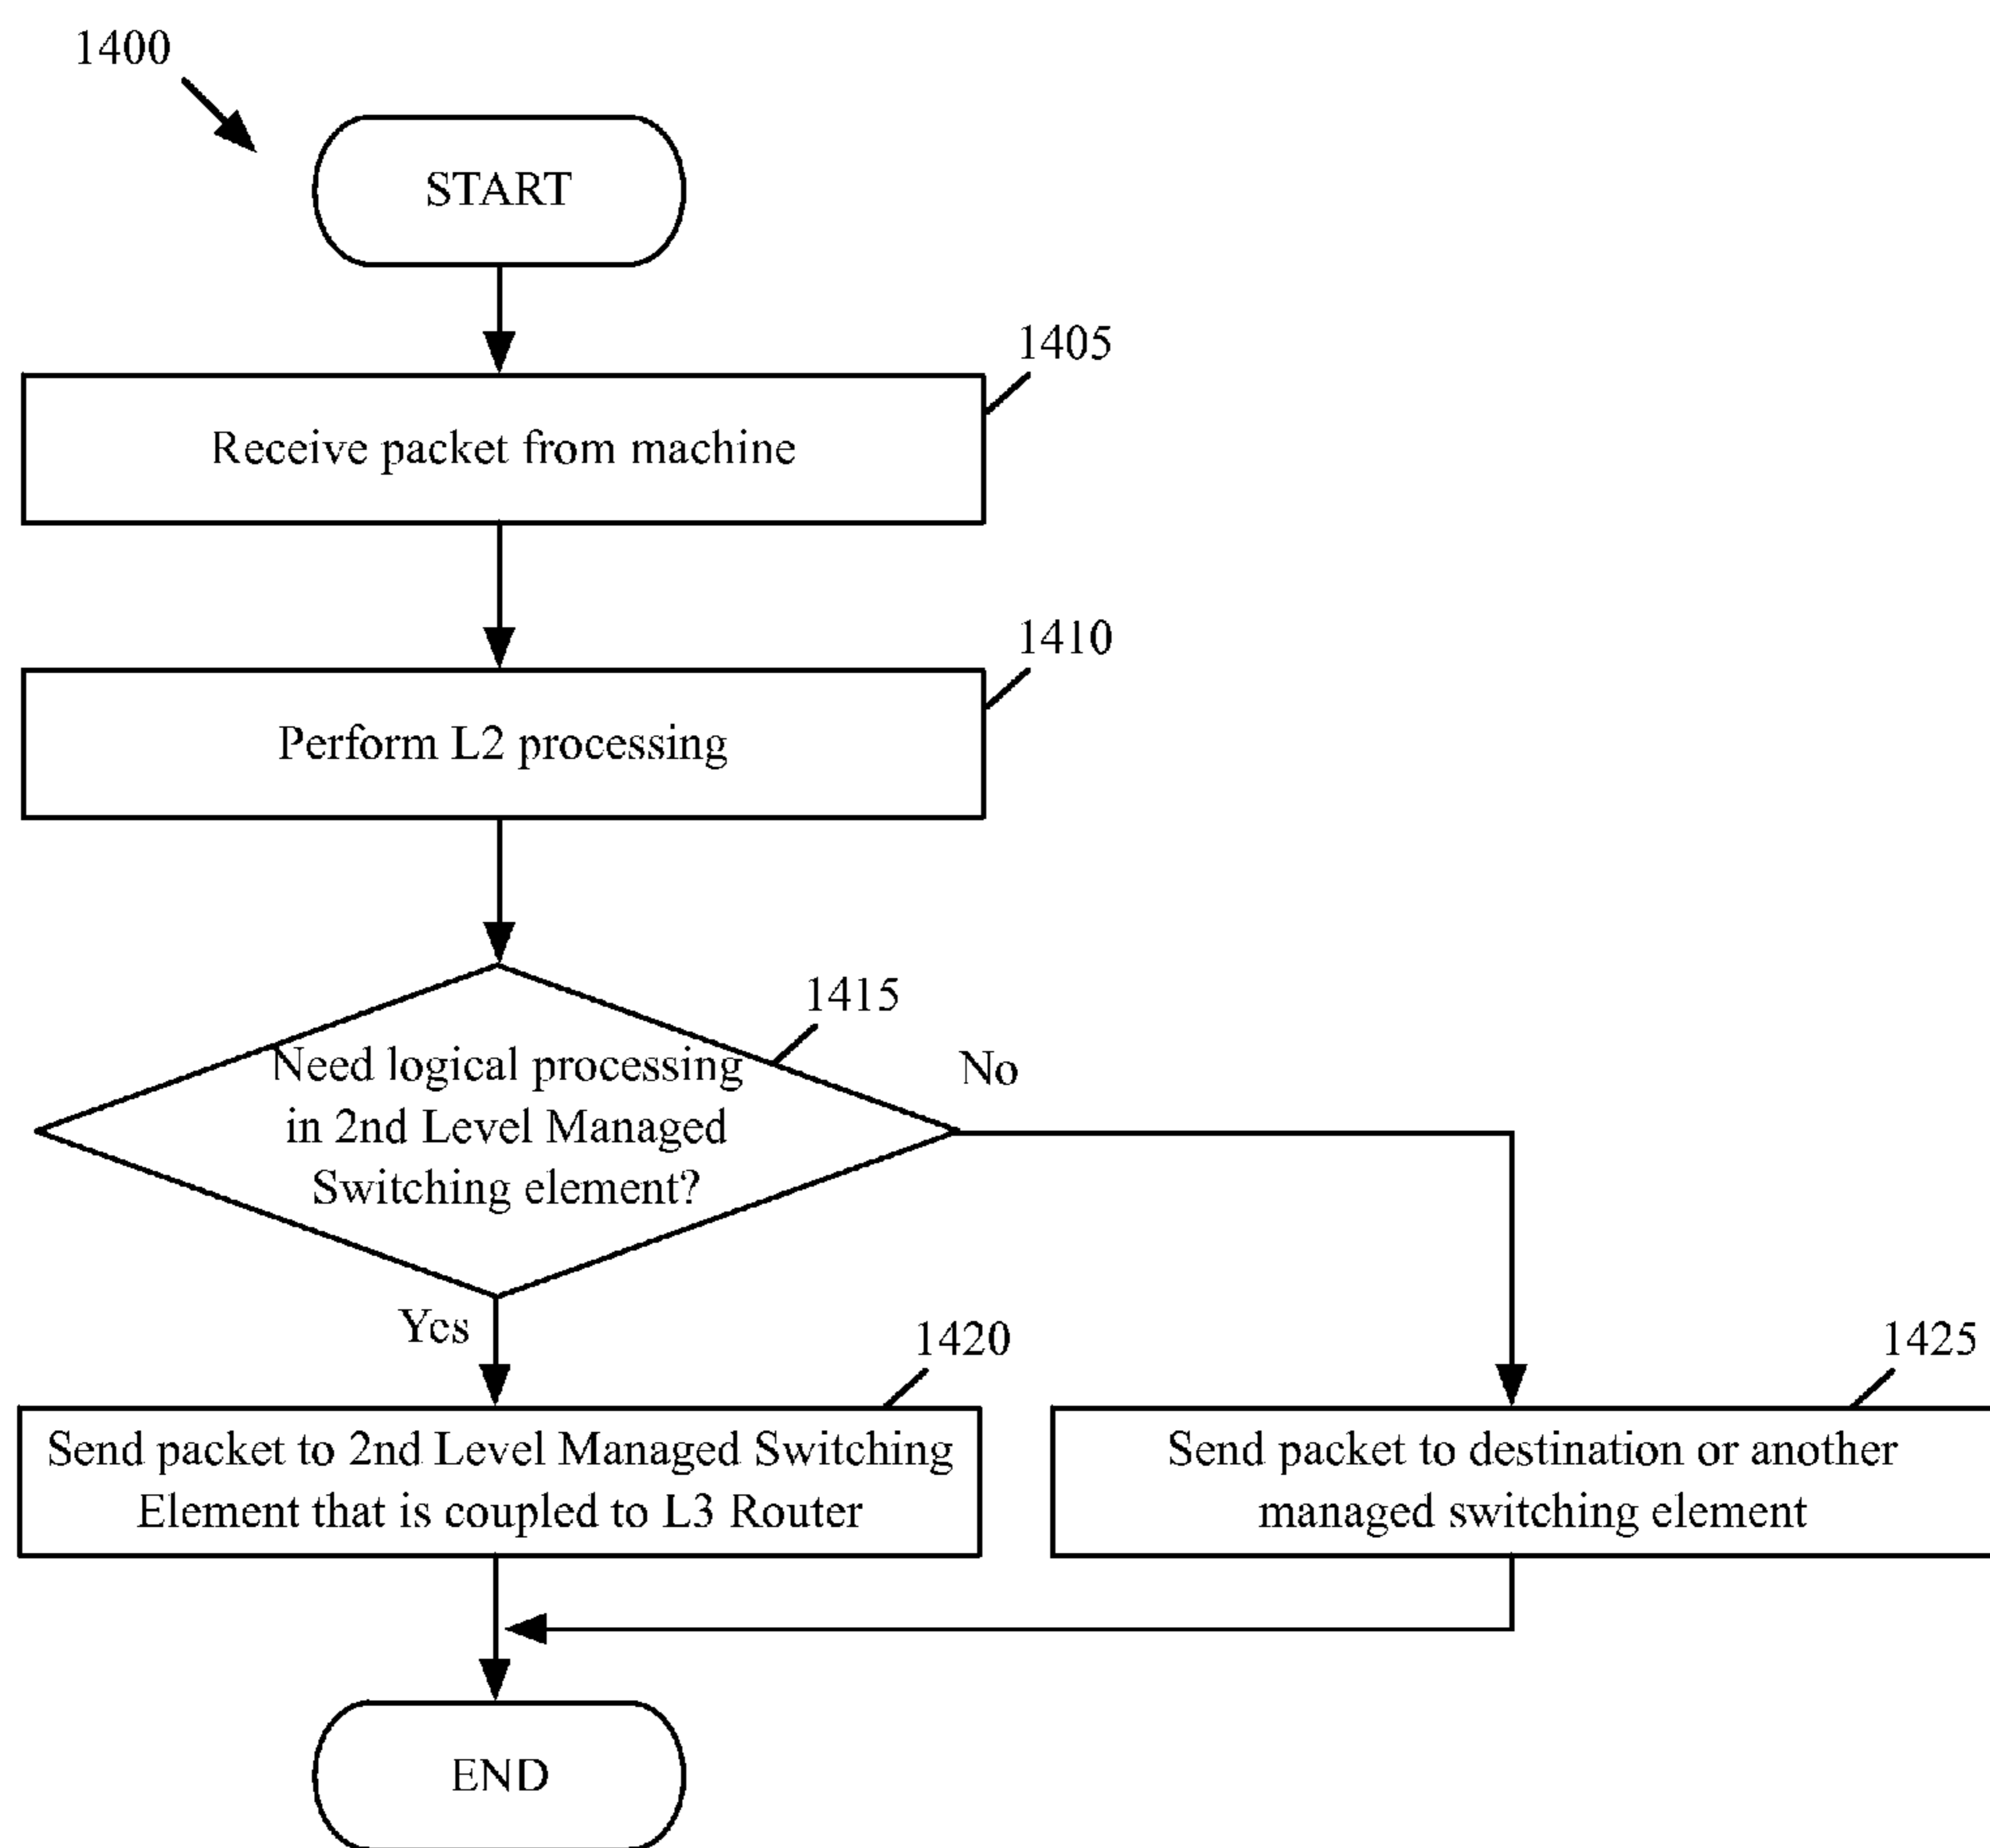 1400
START
1405
Receive packet from machine
1410
Perform L2 processing
1415
Need logical processing
in 2nd Level Managed
Switching element?
No
Yes
1420
Send packet to 2nd Level Managed Switching
Element that is coupled to L3 Router
1425
Send packet to destination or another
managed switching element
END